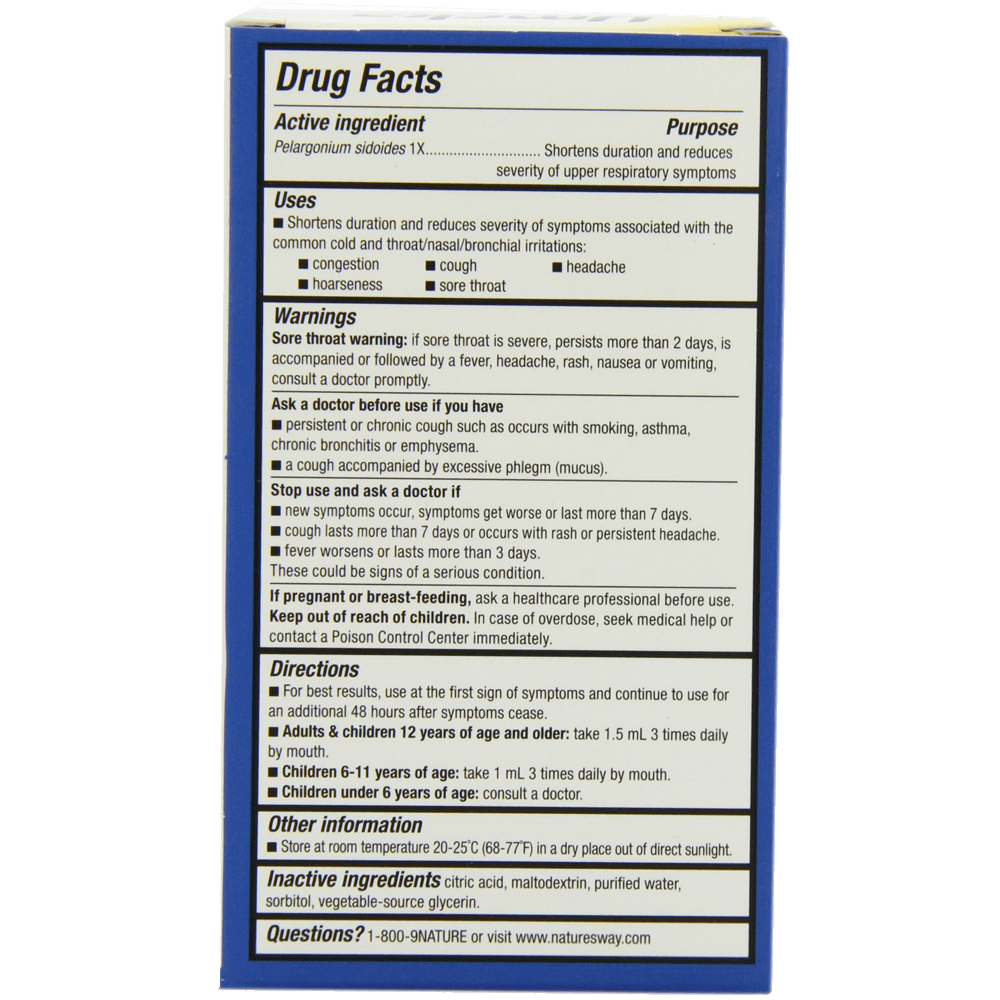 Drug Facts
Active ingredient Purpose
Pelargonium sidoides 1X............................ Shortens duration and reduces
severity of upper respiratory symptoms
Uses
■ Shortens duration and reduces severity of symptoms associated with the
common cold and throat/nasal/bronchial irritations:
■ congestion ■ cough ■ headache
■ hoarseness ■ sore throat
Warnings
Sore throat warning: if sore throat is severe, persists more than 2 days, is
accompanied or followed by a fever, headache, rash, nausea or vomiting,
consult a doctor promptly.
Ask a doctor before use if you have
■ persistent or chronic cough such as occurs with smoking, asthma,
chronic bronchitis or emphysema.
■ a cough accompanied by excessive phlegm (mucus).
Stop use and ask a doctor if
■ new symptoms occur, symptoms get worse or last more than 7 days.
■ cough lasts more than 7 days or occurs with rash or persistent headache.
■ fever worsens or lasts more than 3 days.
These could be signs of a serious condition.
If pregnant or breast-feeding, ask a healthcare professional before use.
Keep out of reach of children. In case of overdose, seek medical help or
contact a Poison Control Center immediately.
Directions
■ For best results, use at the first sign of symptoms and continue to use for
an additional 48 hours after symptoms cease.
■ Adults & children 12 years of age and older: take 1.5 mL 3 times daily
by mouth.
■ Children 6-11 years of age: take 1 mL 3 times daily by mouth.
■ Children under 6 years of age: consult a doctor.
Other information
■ Store at room temperature 20-25°C (68-77°F) in a dry place out of direct sunlight.
Inactive ingredients citric acid, maltodextrin, purified water,
sorbitol, vegetable-source glycerin.
Questions? 1-800-9NATURE or visit www.naturesway.com